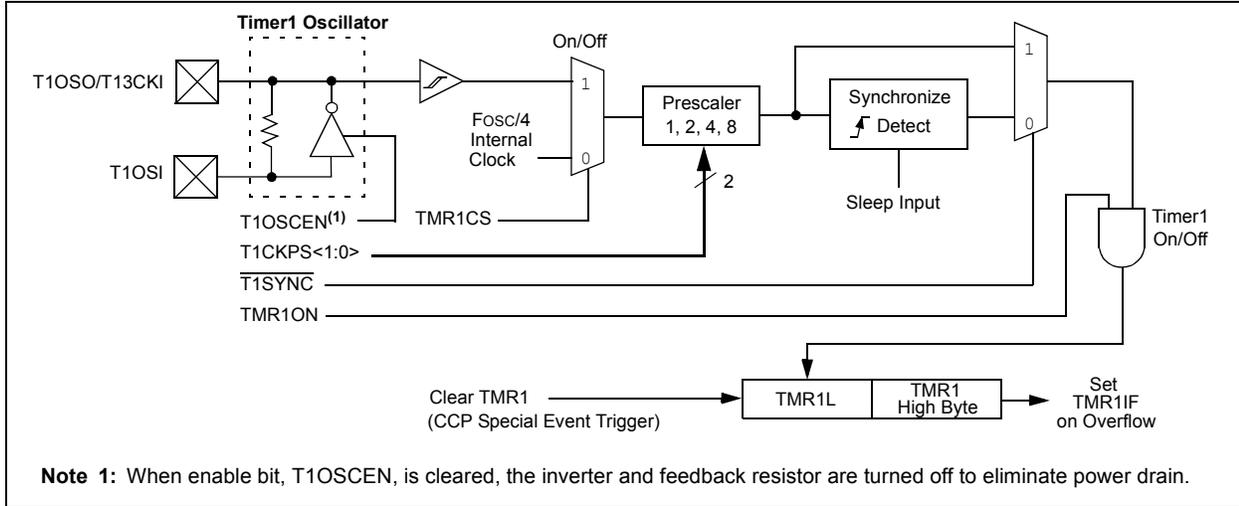 Timer1 Oscillator
On/Off
T1OSO/T13CKI
1
FOSC/4
Internal
Clock
0
Prescaler
1, 2, 4, 8
2
Synchronize
Detect
1
0
Sleep Input
T1OSI
T1OSCEN(1)
TMR1CS
T1CKPS<1:0>
T1SYNC
TMR1ON
Timer1
On/Off
Clear TMR1
(CCP Special Event Trigger)
TMR1L
TMR1
High Byte
Set
TMR1IF
on Overflow
Note 1: When enable bit, T1OSCEN, is cleared, the inverter and feedback resistor are turned off to eliminate power drain.